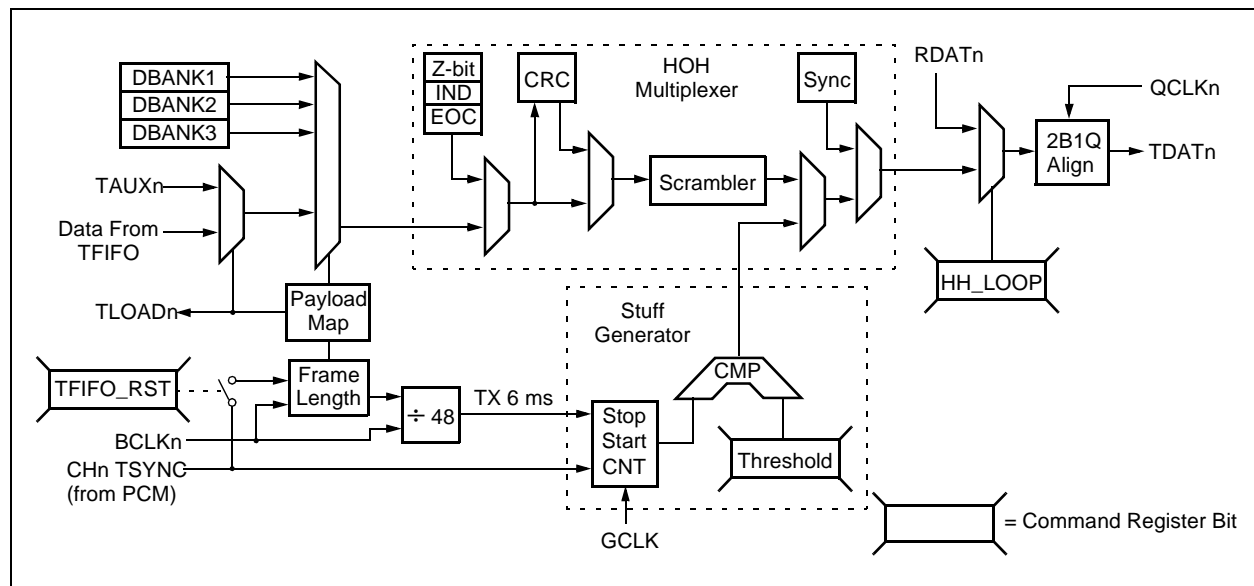 DBANK1
DBANK2
DBANK3
TAUXn
Data From
TFIFO
TLOADn
Payload
Map
TFIFO_RST
Frame
Length
BCLKn
CHn TSYNC
(from PCM)
÷ 48
TX 6 ms
Z-bit
IND
EOC
CRC
HOH
Multiplexer
Scrambler
Sync
Stuff
Generator
CMP
Stop
Start
CNT
Threshold
GCLK
RDATn
QCLKn
2B1Q
Align
TDATn
HH_LOOP
= Command Register Bit